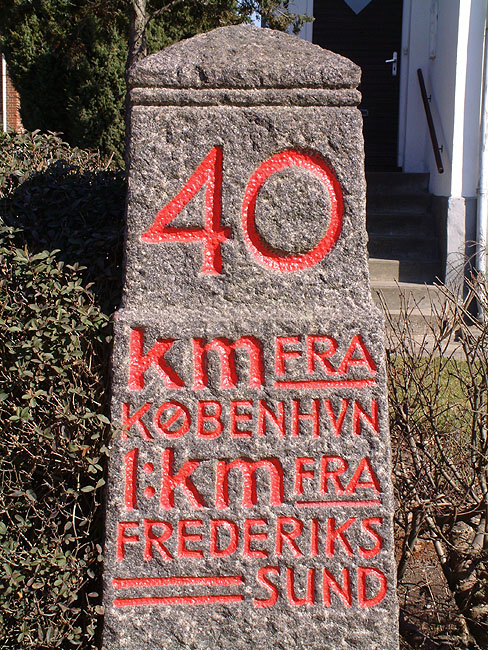 40
km FRA
KØBENHVN
1:km FRA
FREDERIKS
SUND